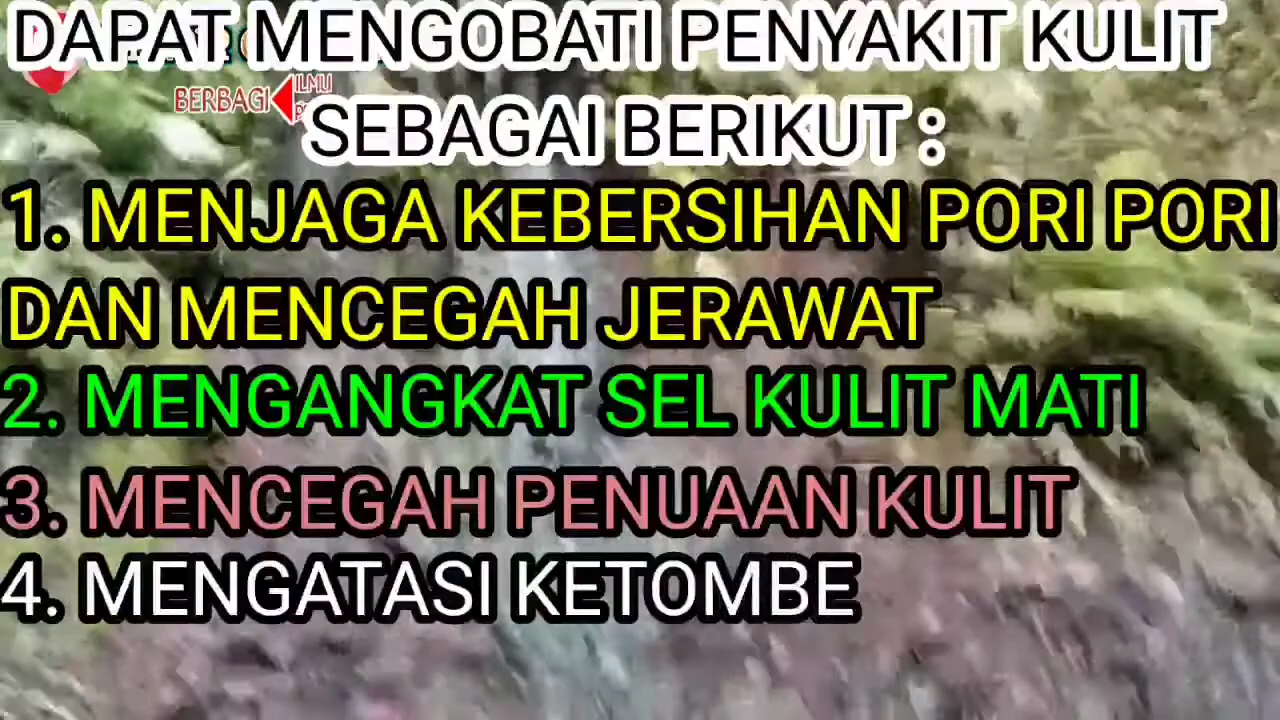 DAPAT MENGOBATI PENYAKIT KULIT
BERBAGI ILMU
SEBAGAI BERIKUT :
1. MENJAGA KEBERSIHAN PORI PORI
DAN MENCEGAH JERAWAT
2. MENGANGKAT SEL KULIT MATI
3. MENCEGAH PENUAAN KULIT
4. MENGATASI KETOMBE